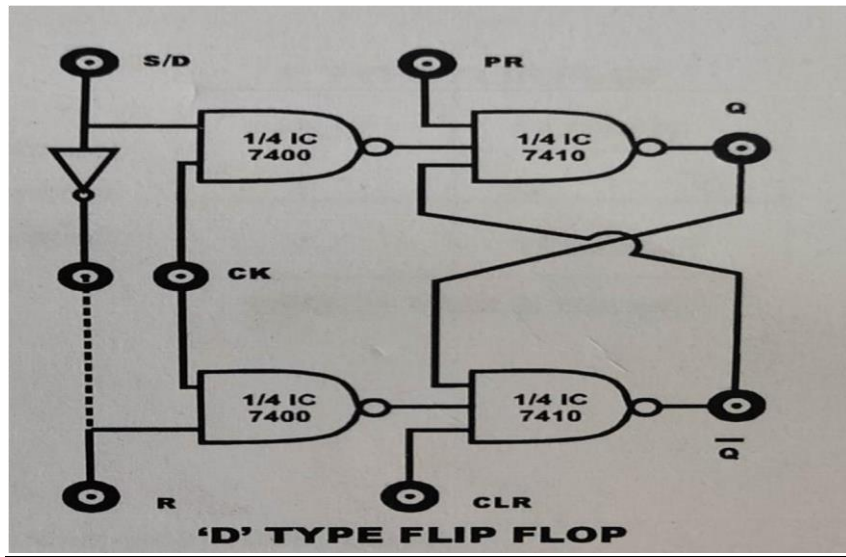 S/D
PR
Q
1/4 IC
7400
1/4 IC
7410
CK
1/4 IC
7400
1/4 IC
7410
Q̅
R
CLR
'D' TYPE FLIP FLOP